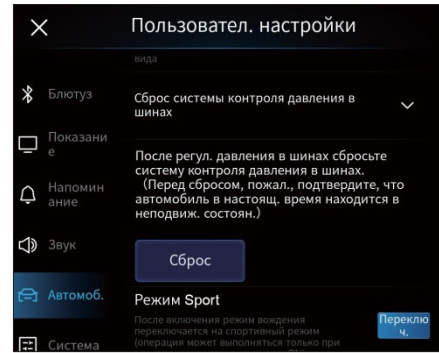 Пользовател. настройки
вида
Блютуз
Сброс системы контроля давления в
шинах
Показани
е
После регул. давления в шинах сбросьте
систему контроля давления в шинах.
(Перед сбросом, пожал., подтвердите, что
автомобиль в настоящ. время находится в
неподвиж. состоян.)
Напомин
ание
Звук
Сброс
Автомоб.
Режим Sport
После включения режим вождения
переключается на спортивный режим
(операция может выполняться только при
Переклю
ч.
Система